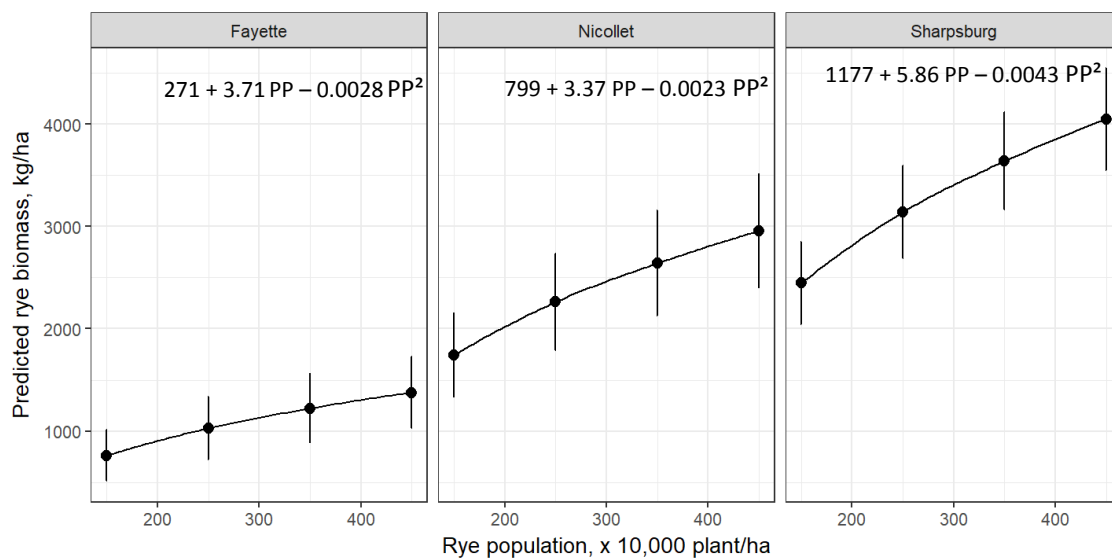 Fayette
Nicollet
Sharpsburg
271 + 3.71 PP – 0.0028 PP²
799 + 3.37 PP – 0.0023 PP²
1177 + 5.86 PP – 0.0043 PP²
Predicted rye biomass, kg/ha
4000
3000
2000
1000
200 300 400 200 300 400 200 300 400
Rye population, x 10,000 plant/ha